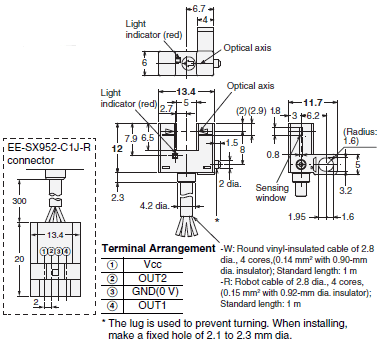 6.7
4
Light
indicator (red)
6
Optical axis
13.4
Light
indicator (red)
5
2.7
Optical axis
(2) (2.9) 1.8
11.7
3
6.2
(Radius:
1.6)
7.9
6.5
12
1.5
8
0.8
5
2.3
2 dia.
4.2 dia.
*
Sensing
window
3.2
1.95
1.6
EE-SX952-C1J-R
connector
300
13.4
20
① ② ③ ④
2
Terminal Arrangement
① Vcc
② OUT2
③ GND(0 V)
④ OUT1
-W: Round vinyl-insulated cable of 2.8
dia., 4 cores,(0.14 mm² with 0.90-mm
dia. insulator); Standard length: 1 m
-R: Robot cable of 2.8 dia., 4 cores,
(0.15 mm² with 0.92-mm dia. insulator);
Standard length: 1 m
* The lug is used to prevent turning. When installing,
make a fixed hole of 2.1 to 2.3 mm dia.